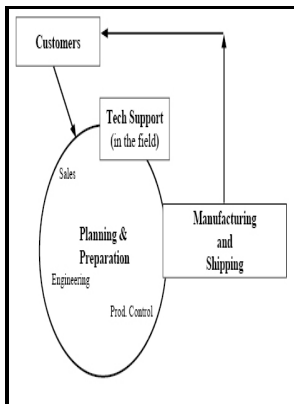 Customers
Tech Support
(in the field)
Sales
Manufacturing
and
Shipping
Planning &
Preparation
Engineering
Prod. Control